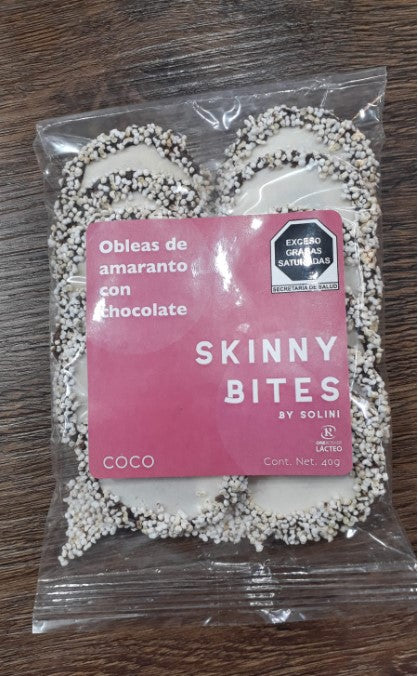 Obleas de
amaranto
con
chocolate
EXCESO
GRASAS
SATURADAS
SECRETARÍA DE SALUD
SKINNY
BITES
BY SOLINI
K
LÁCTEO
COCO
Cont. Net. 40g